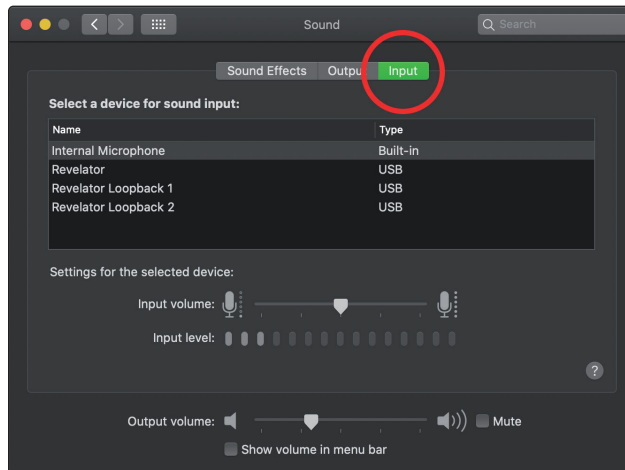 Sound
Search
Sound Effects Output Input
Select a device for sound input:
Name Type
Internal Microphone Built-in
Revelator USB
Revelator Loopback 1 USB
Revelator Loopback 2 USB
Settings for the selected device:
Input volume:
Input level:
?
Output volume: Mute
Show volume in menu bar